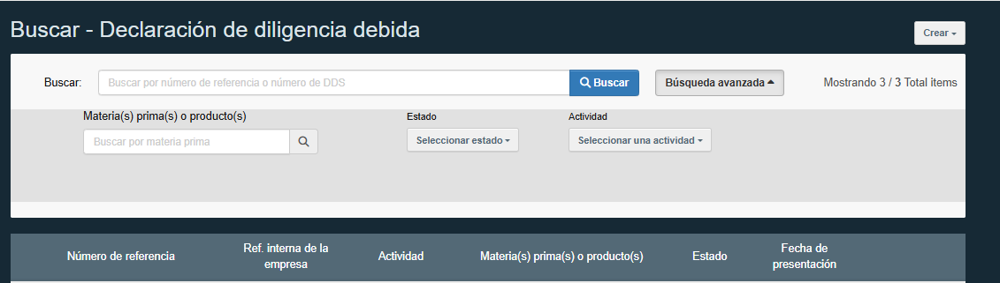 Buscar - Declaración de diligencia debida
Crear
Buscar:
Buscar por número de referencia o número de DDS
Buscar
Búsqueda avanzada
Mostrando 3 / 3 Total items
Materia(s) prima(s) o producto(s)
Estado
Actividad
Buscar por materia prima
Seleccionar estado
Seleccionar una actividad
Número de referencia
Ref. interna de la
empresa
Actividad
Materia(s) prima(s) o producto(s)
Estado
Fecha de
presentación